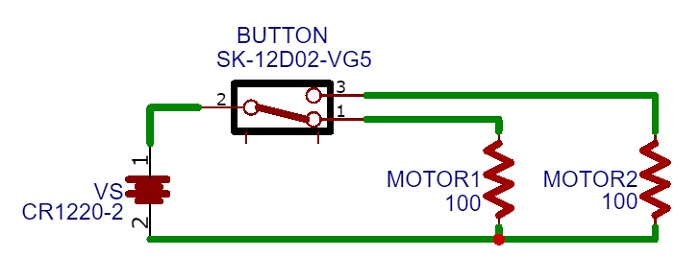 BUTTON
SK-12D02-VG5
3
2
1
1
VS
CR1220-2
2
MOTOR1
100
MOTOR2
100